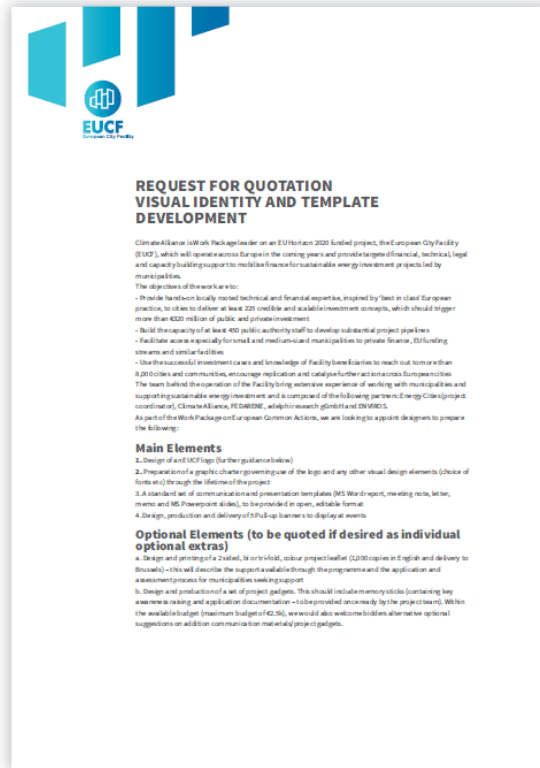 EUCF
European City Facility
REQUEST FOR QUOTATION
VISUAL IDENTITY AND TEMPLATE
DEVELOPMENT
Climate Alliance is Work Package leader on an EU Horizon 2020 funded project, the European City Facility
(EUCF), which will operate across Europe in the coming years and provide targeted financial, technical, legal
and capacity building support to mobilise finance for sustainable energy investment projects led by
municipalities.
The objectives of the work are to:
- Provide hands-on locally rooted technical and financial expertise, inspired by 'best in class' European
practice, to cities to deliver at least 225 credible and scalable investment concepts, which should trigger
more than €320 million of public and private investment
- Build the capacity of at least 450 public authority staff to develop substantial project pipelines
- Facilitate access especially for small and medium-sized municipalities to private finance, EU funding
streams and similar facilities
- Use the successful investment cases and knowledge of Facility beneficiaries to reach out to more than
8,000 cities and communities, encourage replication and catalyse further action across European cities
The team behind the operation of the Facility bring extensive experience of working with municipalities and
supporting sustainable energy investment and is composed of the following partners: Energy Cities (project
coordinator), Climate Alliance, FEDARENE, adelphi research gGmbH and ENVIROS.
As part of the Work Package on European Common Actions, we are looking to appoint designers to prepare
the following:
Main Elements
1. Design of an EUCF logo (further guidance below)
2. Preparation of a graphic charter governing use of the logo and any other visual design elements (choice of
fonts etc) through the lifetime of the project
3. A standard set of communication and presentation templates (MS Word report, meeting note, letter,
memo and MS Powerpoint slides), to be provided in open, editable format
4. Design, production and delivery of 5 Pull-up banners to display at events
Optional Elements (to be quoted if desired as individual
optional extras)
a. Design and printing of a 2 sided, bi or tri-fold, colour project leaflet (1,000 copies in English and delivery to
Brussels) – this will describe the support available through the programme and the application and
assessment process for municipalities seeking support
b. Design and production of a set of project gadgets. This should include memory sticks (containing key
awareness raising and application documentation – to be provided once ready by the project team). Within
the available budget (maximum budget of €2.5k), we would also welcome bidders alternative optional
suggestions on addition communication materials/project gadgets.